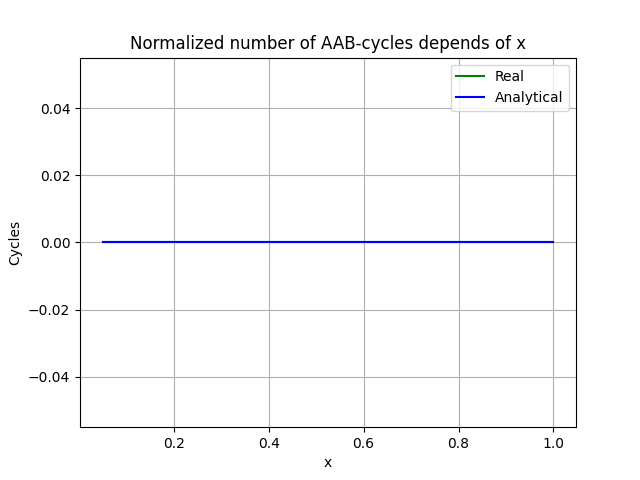 Normalized number of AAB-cycles depends of x
Real
Analytical
0.04
0.02
0.00
−0.02
−0.04
Cycles
0.2
0.4
0.6
0.8
1.0
x